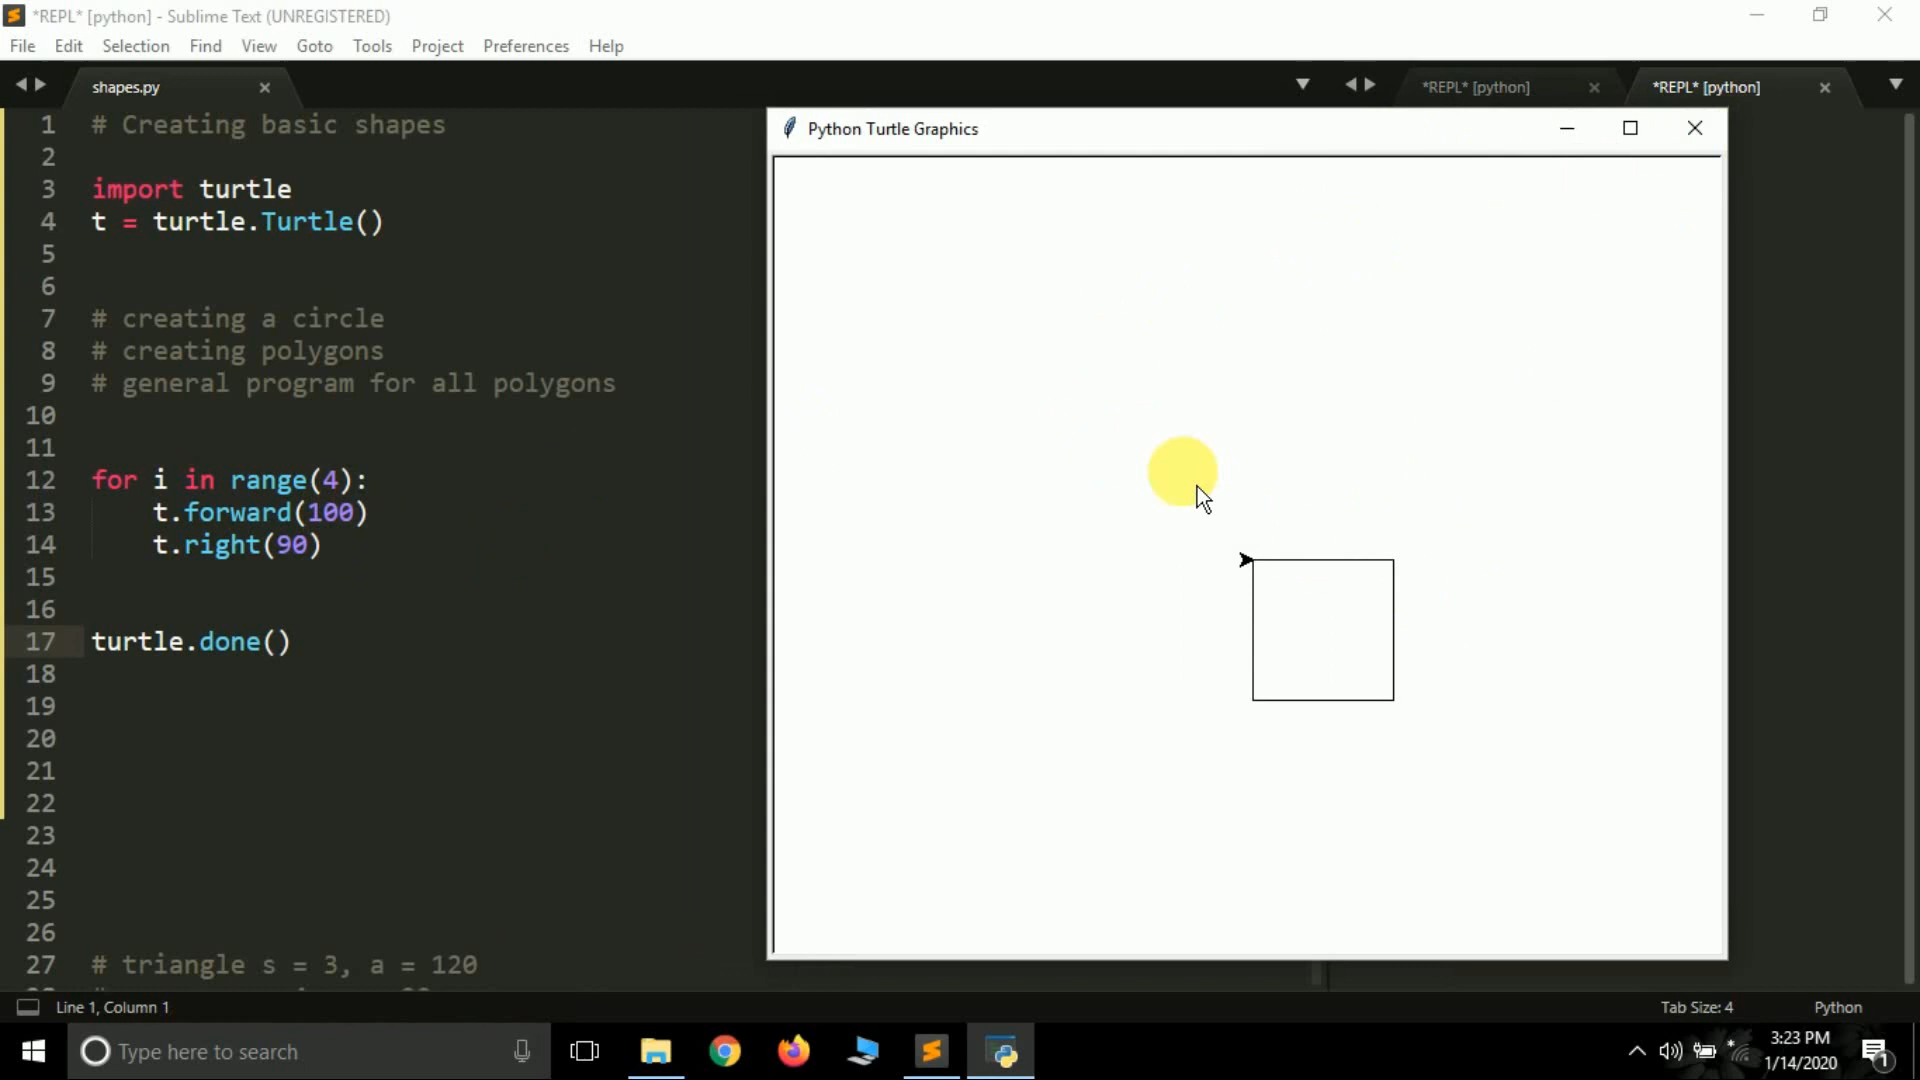 *REPL* [python] - Sublime Text (UNREGISTERED)
File Edit Selection Find View Goto Tools Project Preferences Help
shapes.py
*REPL* [python]
*REPL* [python]
1 # Creating basic shapes
2
3 import turtle
4 t = turtle.Turtle()
5
6
7 # creating a circle
8 # creating polygons
9 # general program for all polygons
10
11
12 for i in range(4):
13 t.forward(100)
14 t.right(90)
15
16
17 turtle.done()
18
19
20
21
22
23
24
25
26
27 # triangle s = 3, a = 120
Python Turtle Graphics
Line 1, Column 1
Tab Size: 4
Python
Type here to search
3:23 PM
1/14/2020
1